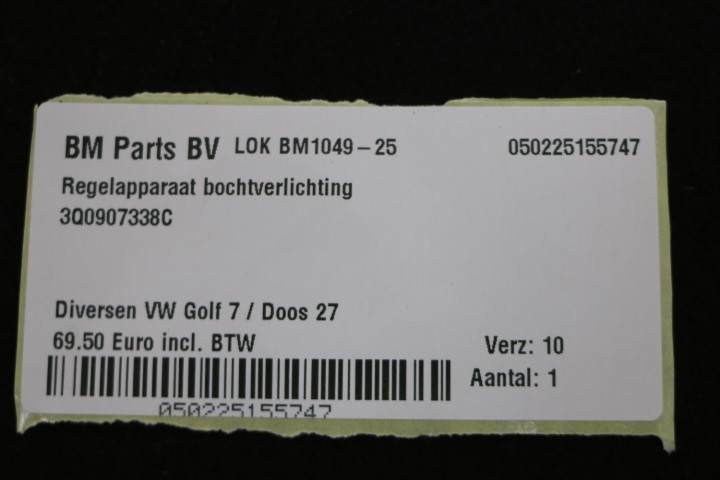 BM Parts BV LOK BM1049-25 050225155747
Regelapparaat bochtverlichting
3Q0907338C
Diversen VW Golf 7 / Doos 27
69.50 Euro incl. BTW Verz: 10
Aantal: 1
050225155747